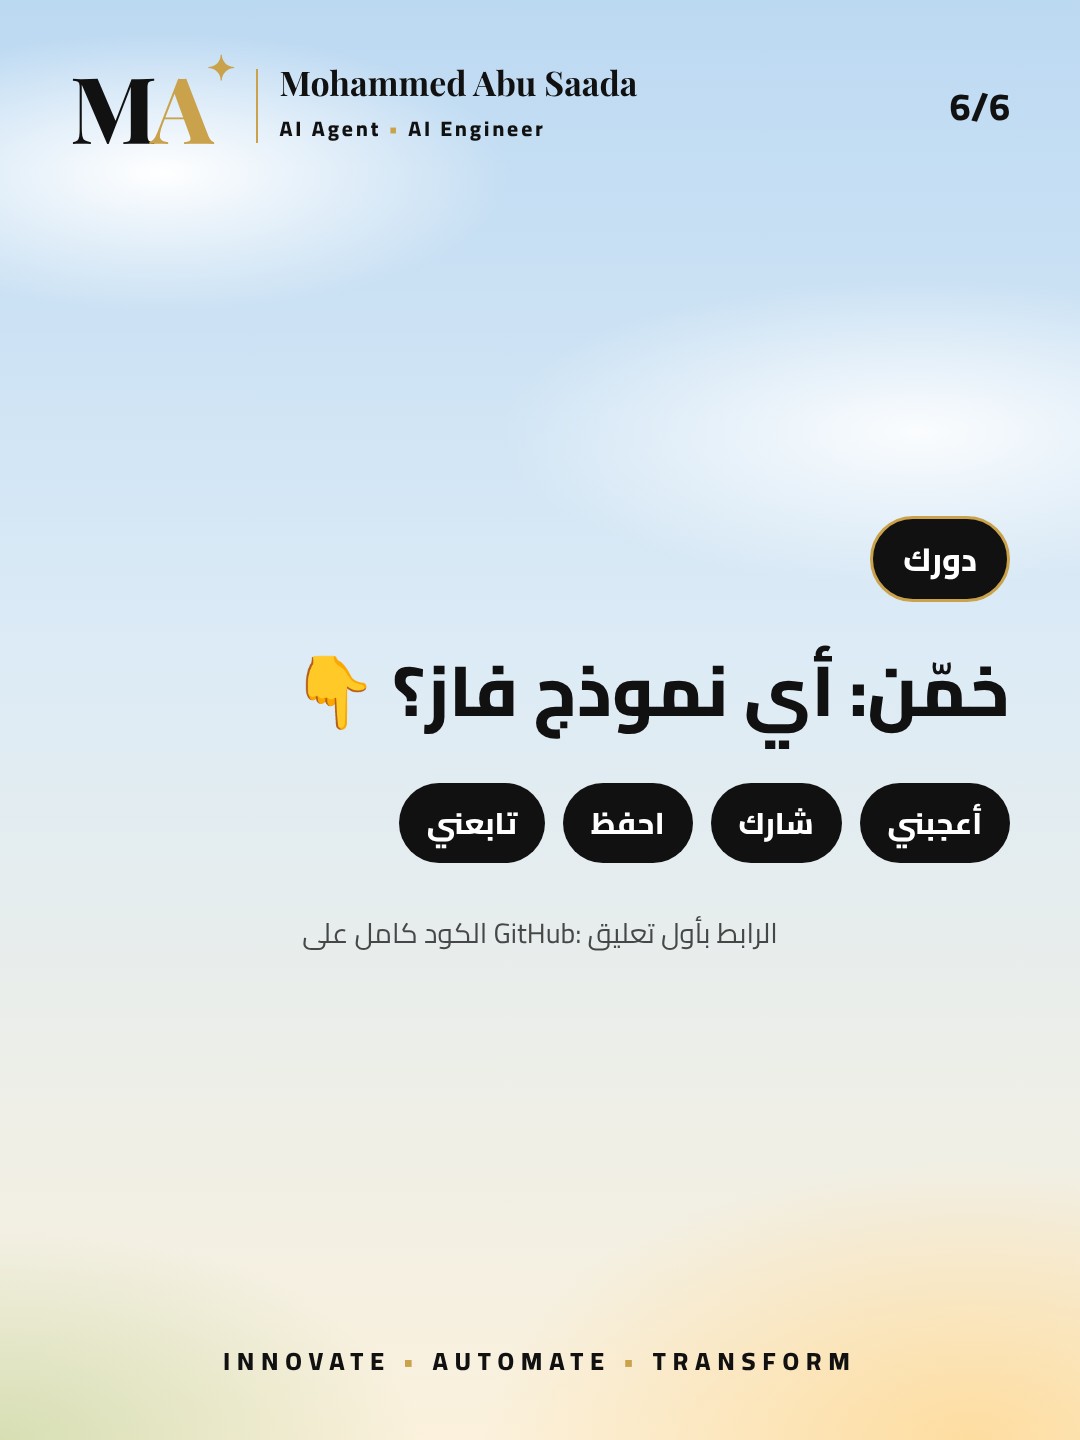 MA
Mohammed Abu Saada
AI Agent ▪ AI Engineer
6/6
دورك
خمّن: أي نموذج فاز؟ 👇
أعجبني
شارك
احفظ
تابعني
الرابط بأول تعليق :GitHub الكود كامل على
INNOVATE ▪ AUTOMATE ▪ TRANSFORM